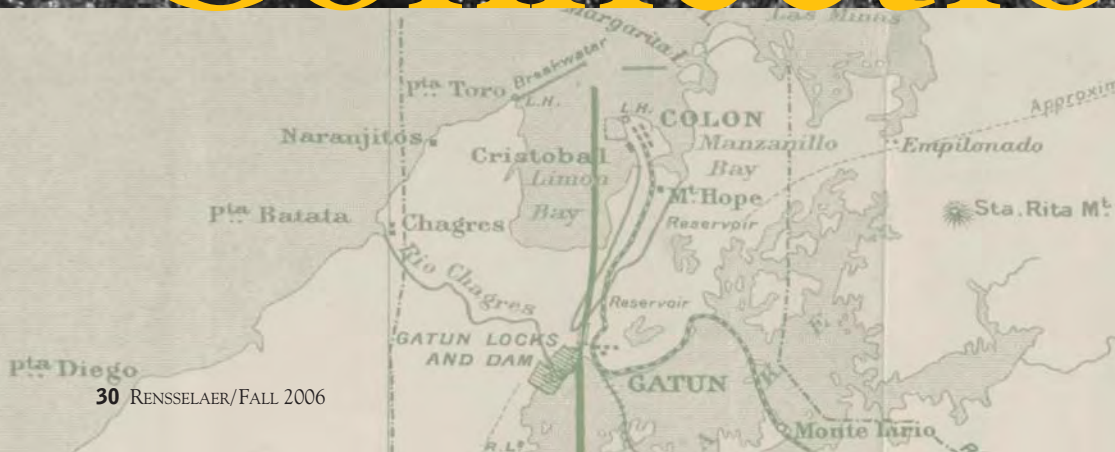 Las Minas
Margarita I.
Breakwater
Pta. Toro
L.H.
L.H.
COLON
Approxim
Naranjitos
Manzanillo
Bay
Empilonado
Cristobal
Limon
Bay
Mt. Hope
Reservoir
Sta. Rita Mt.
Pta. Batata
Chagres
Rio Chagres
Reservoir
GATUN LOCKS
AND DAM
Pta. Diego
GATUN
30 RENSSELAER/FALL 2006
Monte Lario
R.Lt.